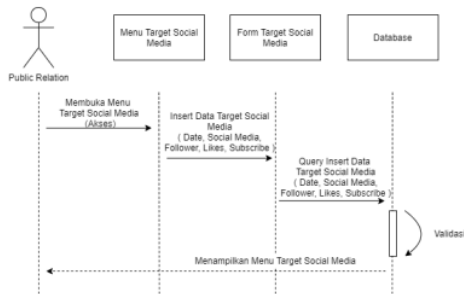 Menu Target Social
Media
Form Target Social
Media
Database
Public Relation
Membuka Menu
Target Social Media
(Akses)
Insert Data Target Social
Media
( Date, Social Media,
Follower, Likes, Subscribe )
Query Insert Data
Target Social Media
( Date, Social Media,
Follower, Likes, Subscribe )
Validasi
Menampilkan Menu Target Social Media